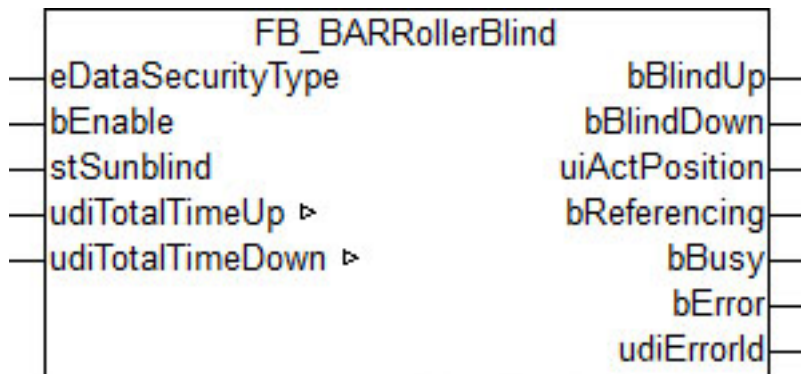 FB_BARRollerBlind
eDataSecurityType bBlindUp
bEnable bBlindDown
stSunblind uiActPosition
udiTotalTimeUp bReferencing
udiTotalTimeDown bBusy
bError
udiErrorId